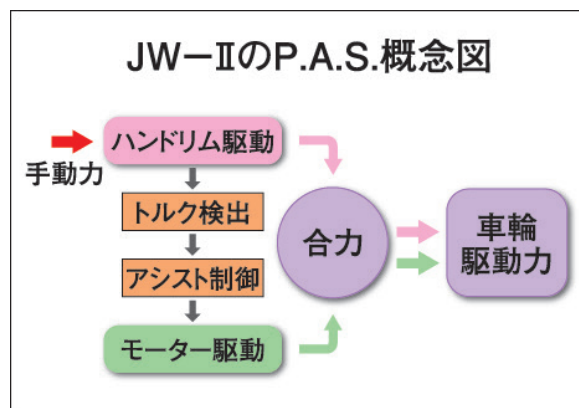 JW－IIのP.A.S.概念図
ハンドリム駆動
手動力
トルク検出
アシスト制御
モーター駆動
合力
車輪
駆動力